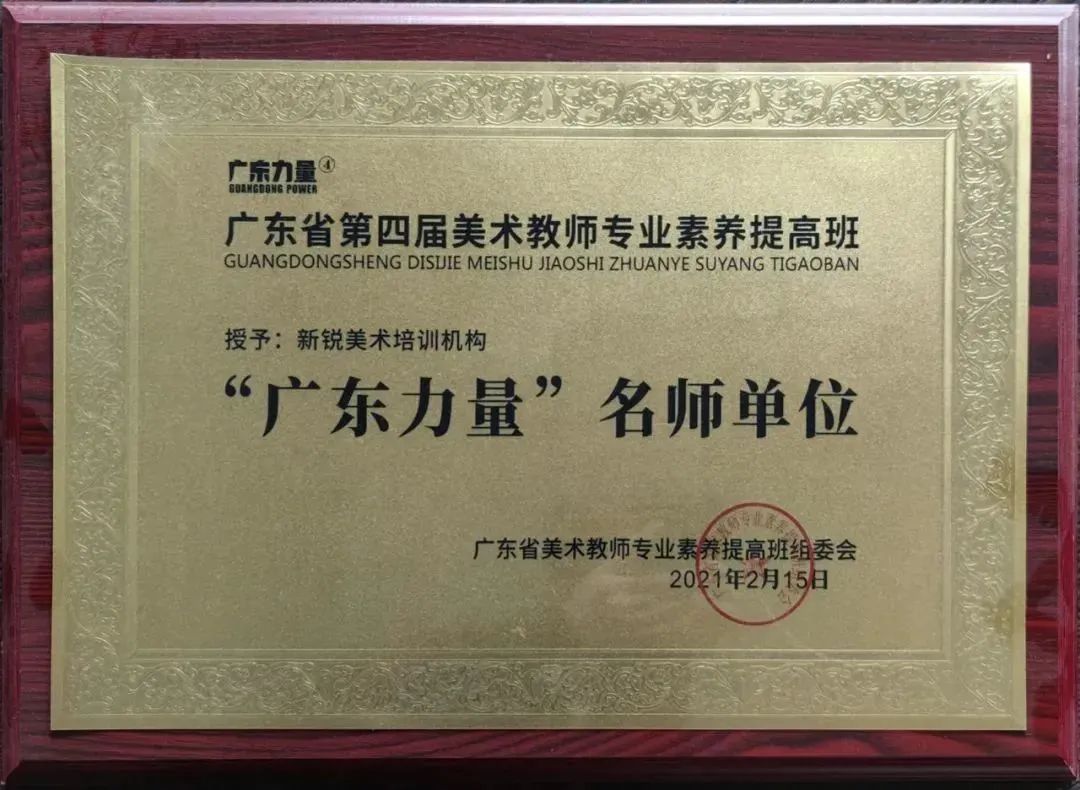 广东力量④
GUANGDONG POWER
广东省第四届美术教师专业素养提高班
GUANGDONGSHENG DISIJIE MEISHU JIAOSHI ZHUANYE SUYANG TIGAOBAN
授予：新锐美术培训机构
“广东力量”名师单位
广东省美术教师专业素养提高班组委会
2021年2月15日